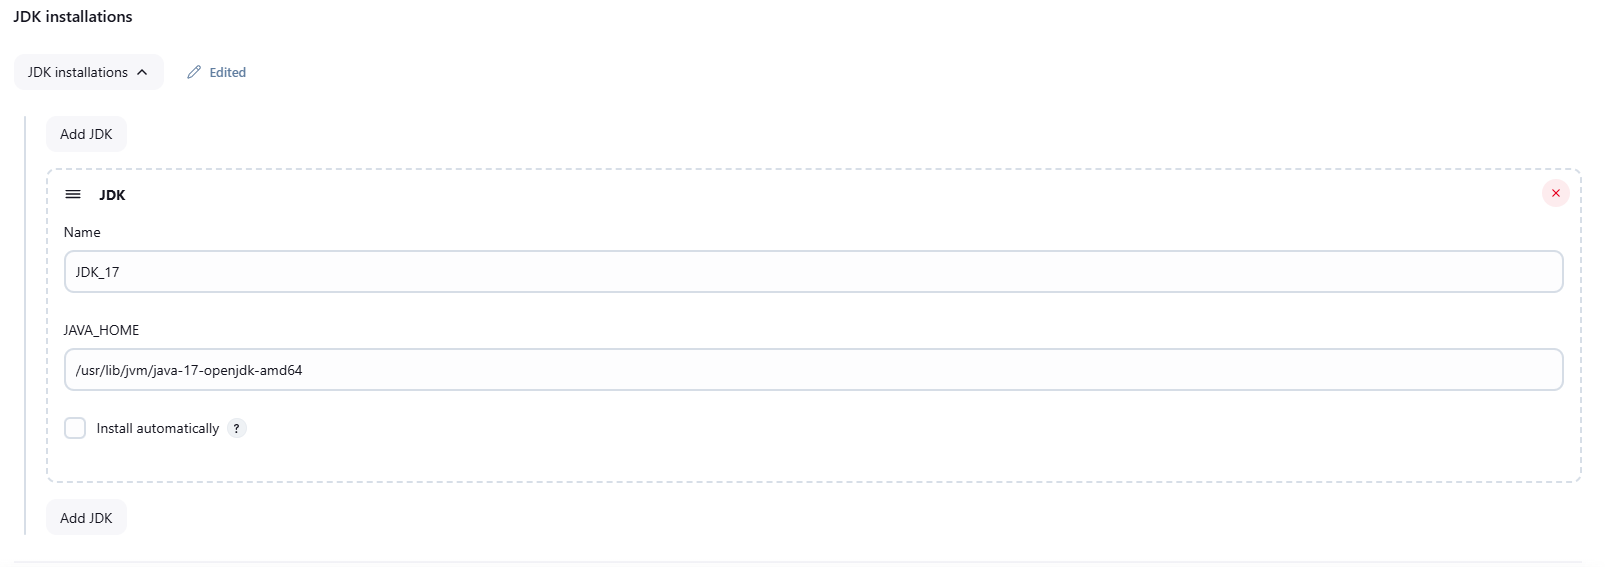 JDK installations
JDK installations
Edited
Add JDK
JDK
Name
JDK_17
JAVA_HOME
/usr/lib/jvm/java-17-openjdk-amd64
Install automatically ?
Add JDK